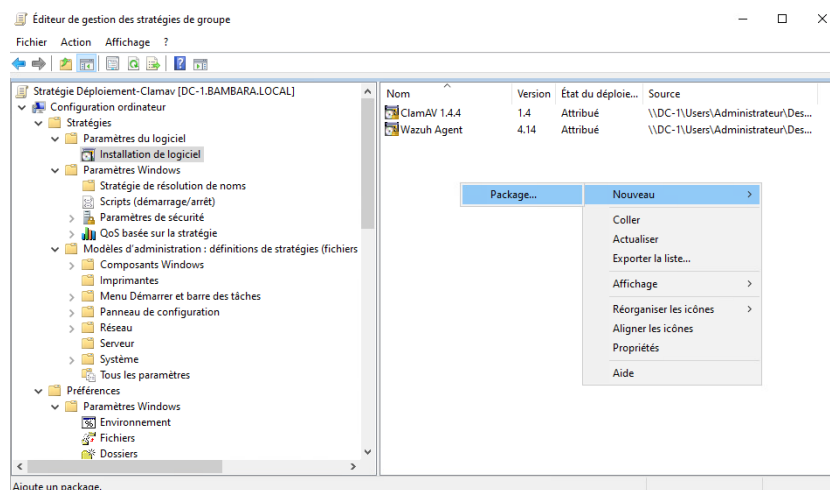 Éditeur de gestion des stratégies de groupe
Fichier Action Affichage ?
Stratégie Déploiement-Clamav [DC-1.BAMBARA.LOCAL]
Configuration ordinateur
Stratégies
Paramètres du logiciel
Installation de logiciel
Paramètres Windows
Stratégie de résolution de noms
Scripts (démarrage/arrêt)
Paramètres de sécurité
QoS basée sur la stratégie
Modèles d'administration : définitions de stratégies (fichiers
Composants Windows
Imprimantes
Menu Démarrer et barre des tâches
Panneau de configuration
Réseau
Serveur
Système
Tous les paramètres
Préférences
Paramètres Windows
Environnement
Fichiers
Dossiers
Nom Version État du déploie... Source
ClamAV 1.4.4 1.4 Attribué \\DC-1\Users\Administrateur\Des...
Wazuh Agent 4.14 Attribué \\DC-1\Users\Administrateur\Des...
Package... Nouveau
Coller
Actualiser
Exporter la liste...
Affichage
Réorganiser les icônes
Aligner les icônes
Propriétés
Aide
Ajoute un package.